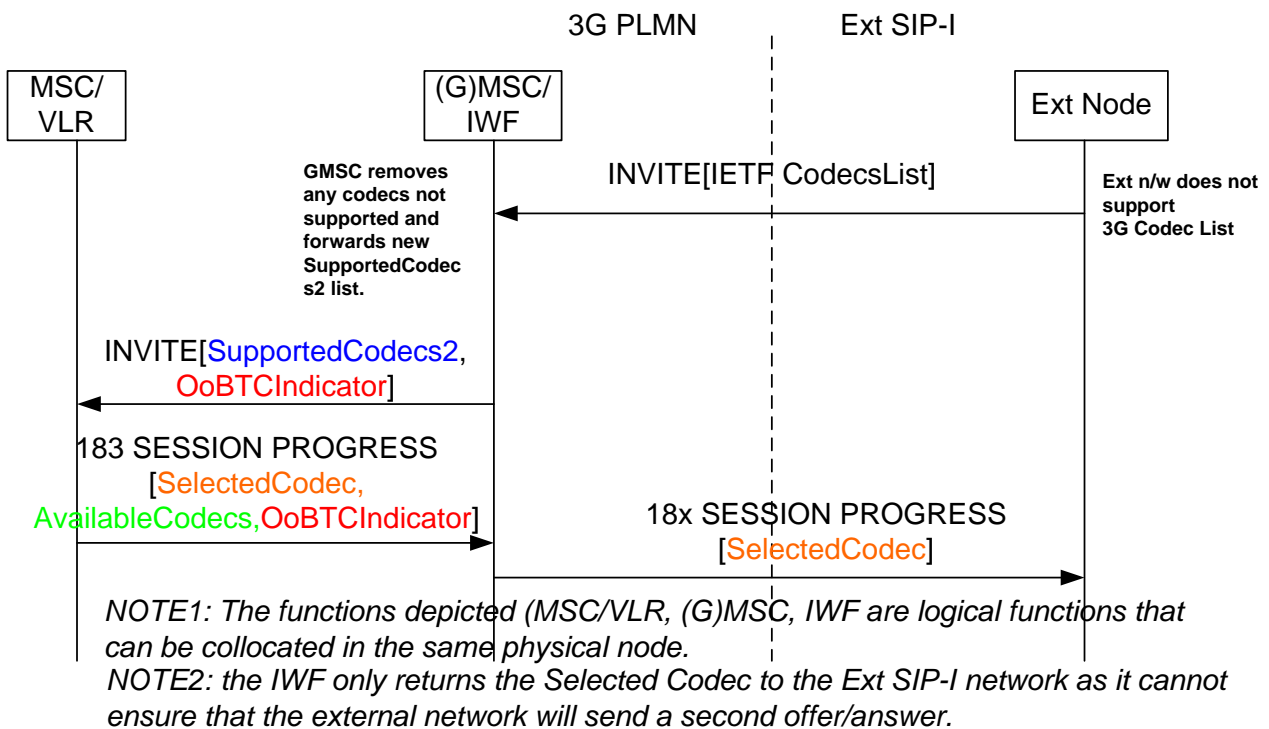 3G PLMN
Ext SIP-I
MSC/
VLR
(G)MSC/
IWF
Ext Node
GMSC removes
any codecs not
supported and
forwards new
SupportedCodec
s2 list.
INVITE[IETF CodecsList]
Ext n/w does not
support
3G Codec List
INVITE[SupportedCodecs2,
OoBTCIndicator]
183 SESSION PROGRESS
[SelectedCodec,
AvailableCodecs,OoBTCIndicator]
18x SESSION PROGRESS
[SelectedCodec]
NOTE1: The functions depicted (MSC/VLR, (G)MSC, IWF are logical functions that
can be collocated in the same physical node.
NOTE2: the IWF only returns the Selected Codec to the Ext SIP-I network as it cannot
ensure that the external network will send a second offer/answer.